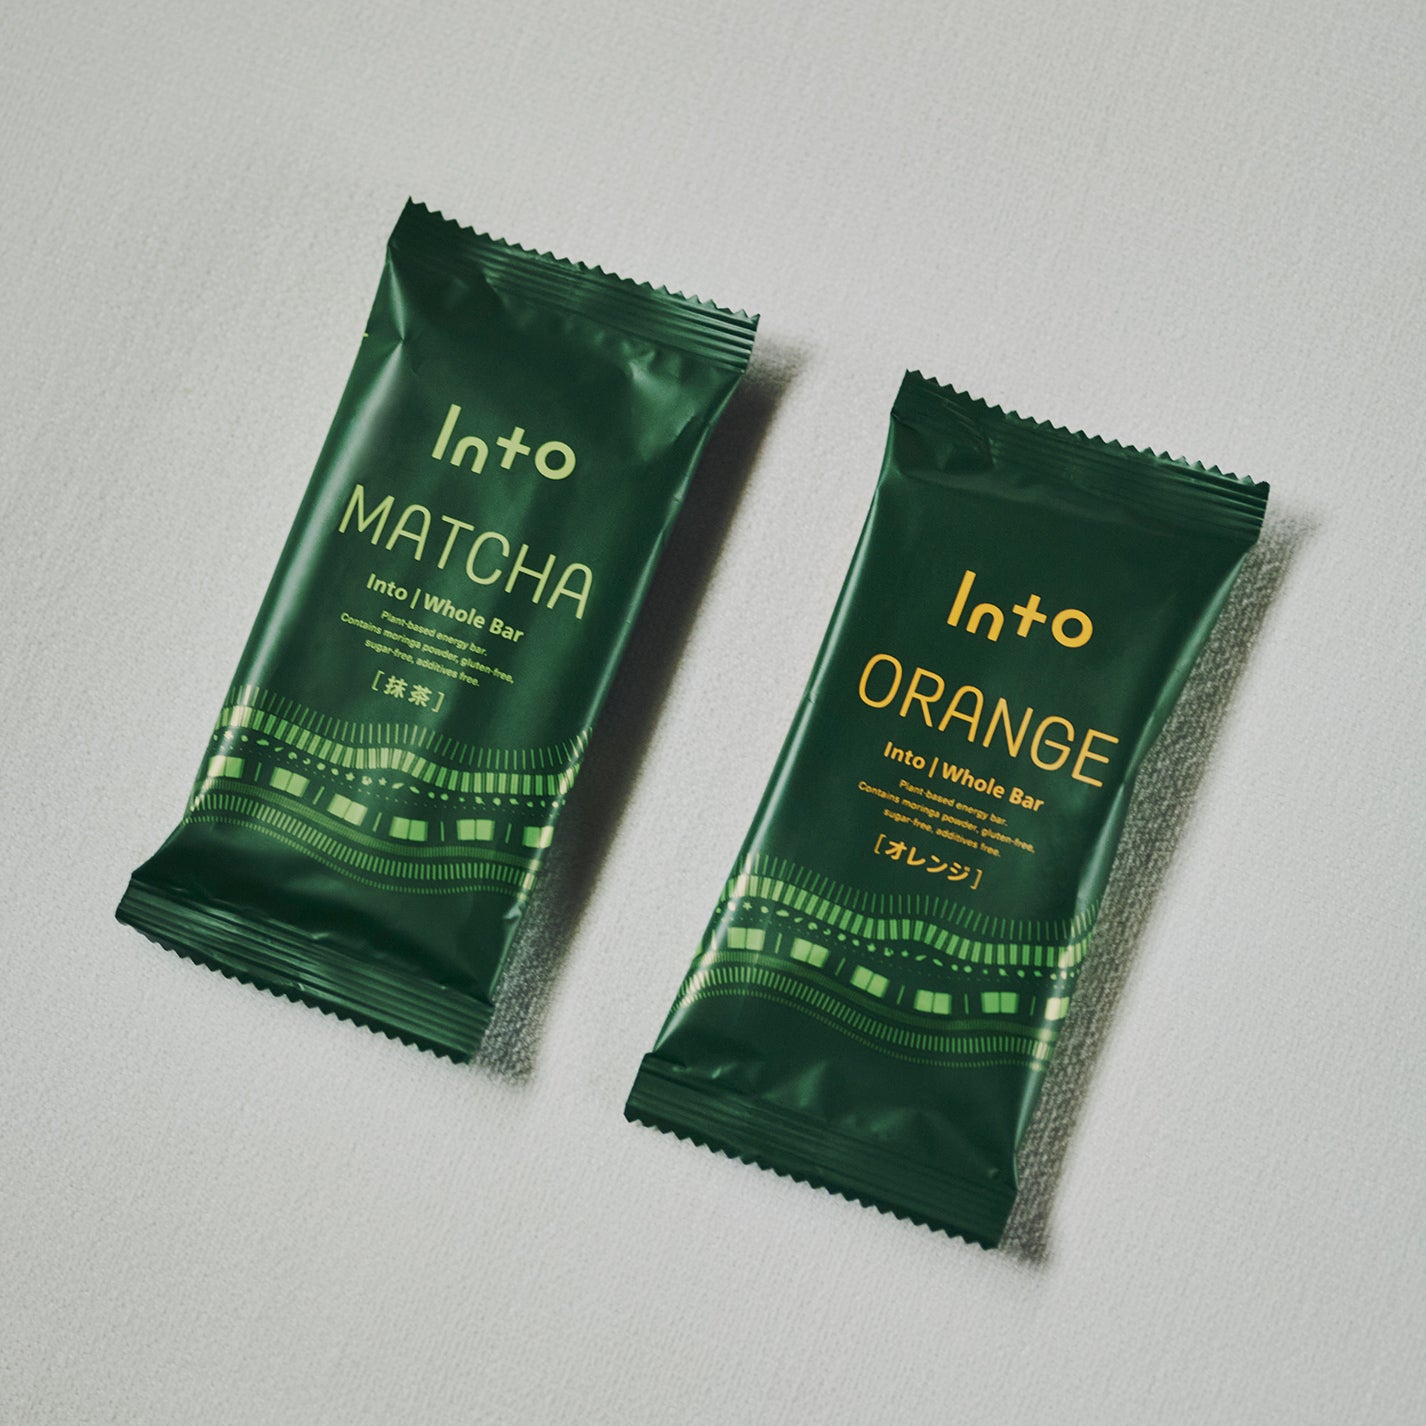 Into
MATCHA
Into | Whole Bar
Plant-based energy bar.
Contains moringa powder, gluten-free,
sugar-free, additives free.
[抹茶]
Into
ORANGE
Into | Whole Bar
Plant-based energy bar.
Contains moringa powder, gluten-free,
sugar-free, additives free.
[オレンジ]